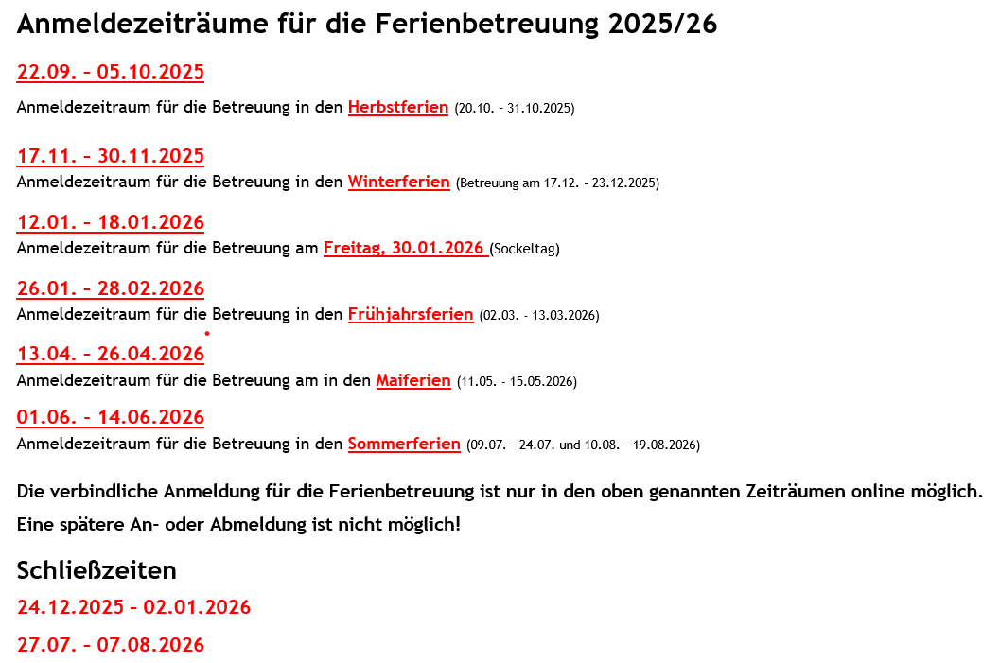 Anmeldezeiträume für die Ferienbetreuung 2025/26
22.09. – 05.10.2025
Anmeldezeitraum für die Betreuung in den Herbstferien (20.10. – 31.10.2025)
17.11. – 30.11.2025
Anmeldezeitraum für die Betreuung in den Winterferien (Betreuung am 17.12. - 23.12.2025)
12.01. – 18.01.2026
Anmeldezeitraum für die Betreuung am Freitag, 30.01.2026 (Sockeltag)
26.01. – 28.02.2026
Anmeldezeitraum für die Betreuung in den Frühjahrsferien (02.03. - 13.03.2026)
13.04. – 26.04.2026
Anmeldezeitraum für die Betreuung am in den Maiferien (11.05. - 15.05.2026)
01.06. - 14.06.2026
Anmeldezeitraum für die Betreuung in den Sommerferien (09.07. – 24.07. und 10.08. – 19.08.2026)
Die verbindliche Anmeldung für die Ferienbetreuung ist nur in den oben genannten Zeiträumen online möglich.
Eine spätere An- oder Abmeldung ist nicht möglich!
Schließzeiten
24.12.2025 – 02.01.2026
27.07. – 07.08.2026